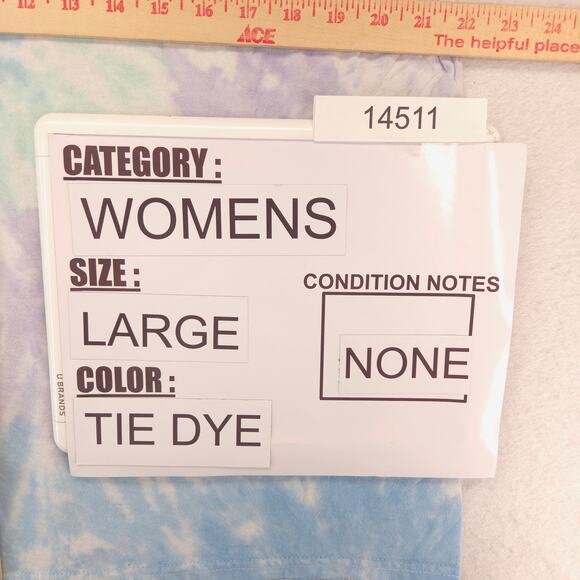 12 13 14 15 16 17 18 19 20 21 22 23 24
ACE
The helpful place
14511
CATEGORY :
WOMENS
SIZE :
CONDITION NOTES
LARGE
NONE
COLOR :
TIE DYE
U BRANDS